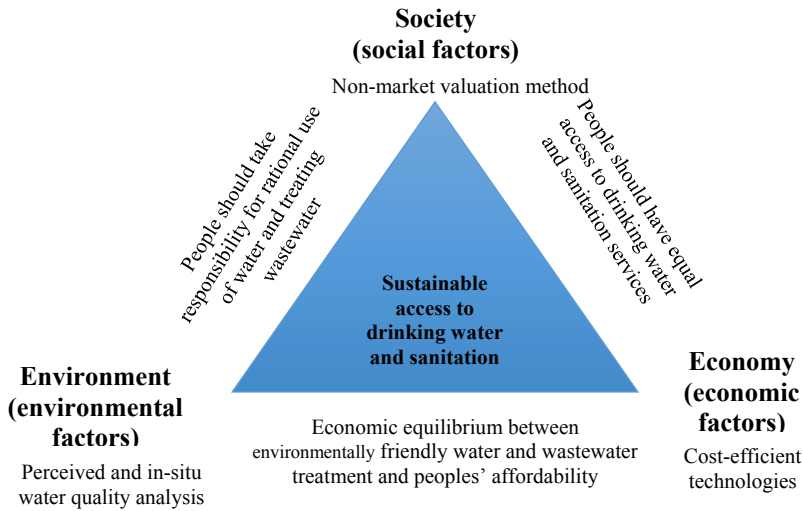 Society
(social factors)
Non-market valuation method
People should take
responsibility for rational use
of water and treating
wastewater
People should have equal
access to drinking water
and sanitation services
Sustainable
access to
drinking water
and sanitation
Environment
(environmental
factors)
Perceived and in-situ
water quality analysis
Economic equilibrium between
environmentally friendly water and wastewater
treatment and peoples’ affordability
Economy
(economic
factors)
Cost-efficient
technologies